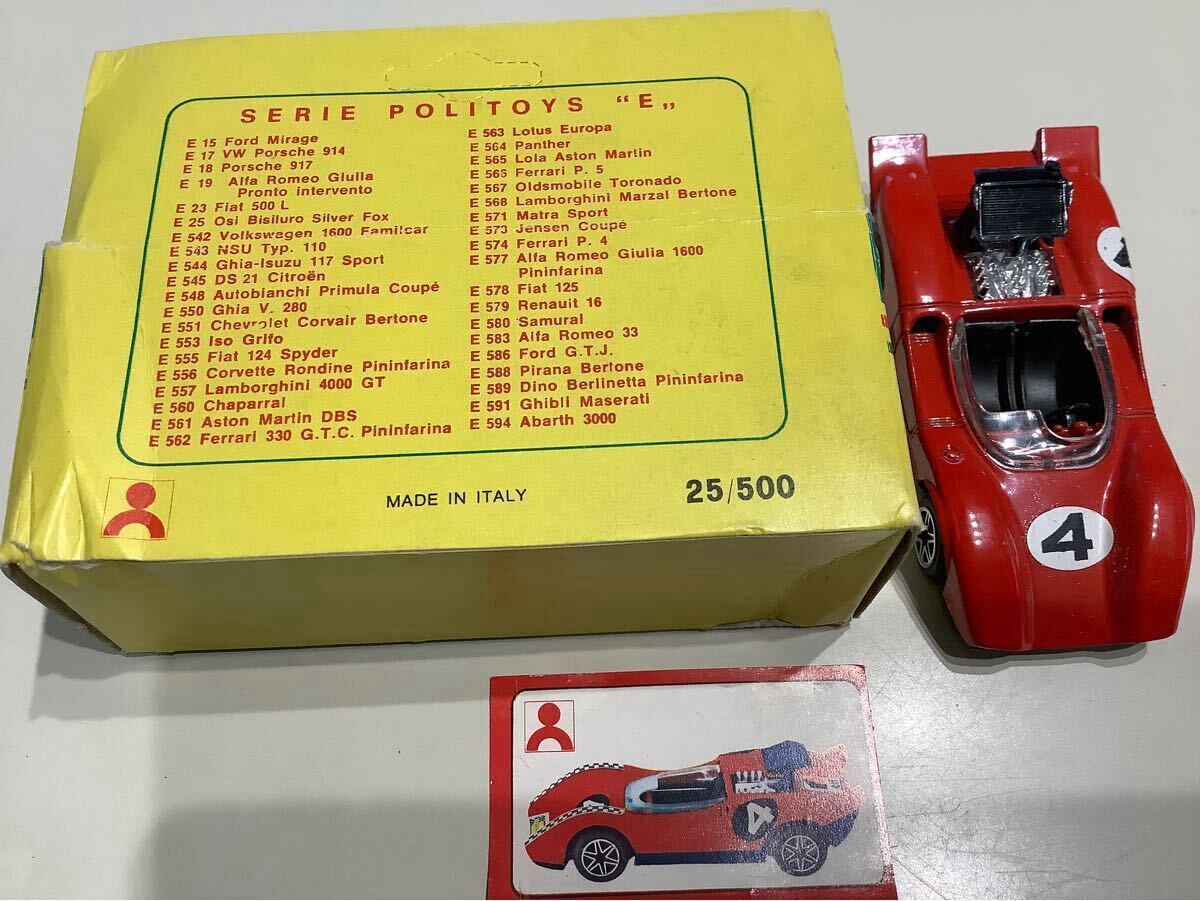 SERIE POLITOYS "E„
E 15 Ford Mirage
E 17 VW Porsche 914
E 18 Porsche 917
E 19 Alfa Romeo Giulla
Pronto intervento
E 23 Fiat 500 L
E 25 Osi Bisiluro Silver Fox
E 542 Volkswagen 1600 Familcar
E 543 NSU Typ. 110
E 544 Ghia-Isuzu 117 Sport
E 545 DS 21 Citroën
E 548 Autobianchi Primula Coupé
E 550 Ghia V. 280
E 551 Chevrolet Corvair Bertone
E 553 Iso Grifo
E 555 Fiat 124 Spyder
E 556 Corvette Rondine Pininfarina
E 557 Lamborghini 4000 GT
E 560 Chaparral
E 561 Aston Martin DBS
E 562 Ferrari 330 G.T.C. Pininfarina
E 563 Lotus Europa
E 564 Panther
E 565 Lola Aston Martin
E 565 Ferrari P. 5
E 567 Oldsmobile Toronado
E 568 Lamborghini Marzal Bertone
E 571 Matra Sport
E 573 Jensen Coupé
E 574 Ferrari P. 4
E 577 Alfa Romeo Giulia 1600
Pininfarina
E 578 Fiat 125
E 579 Renault 16
E 580 Samurai
E 583 Alfa Romeo 33
E 586 Ford G.T.J.
E 588 Pirana Bertone
E 589 Dino Berlinetta Pininfarina
E 591 Ghibli Maserati
E 594 Abarth 3000
MADE IN ITALY
25/500
4
4